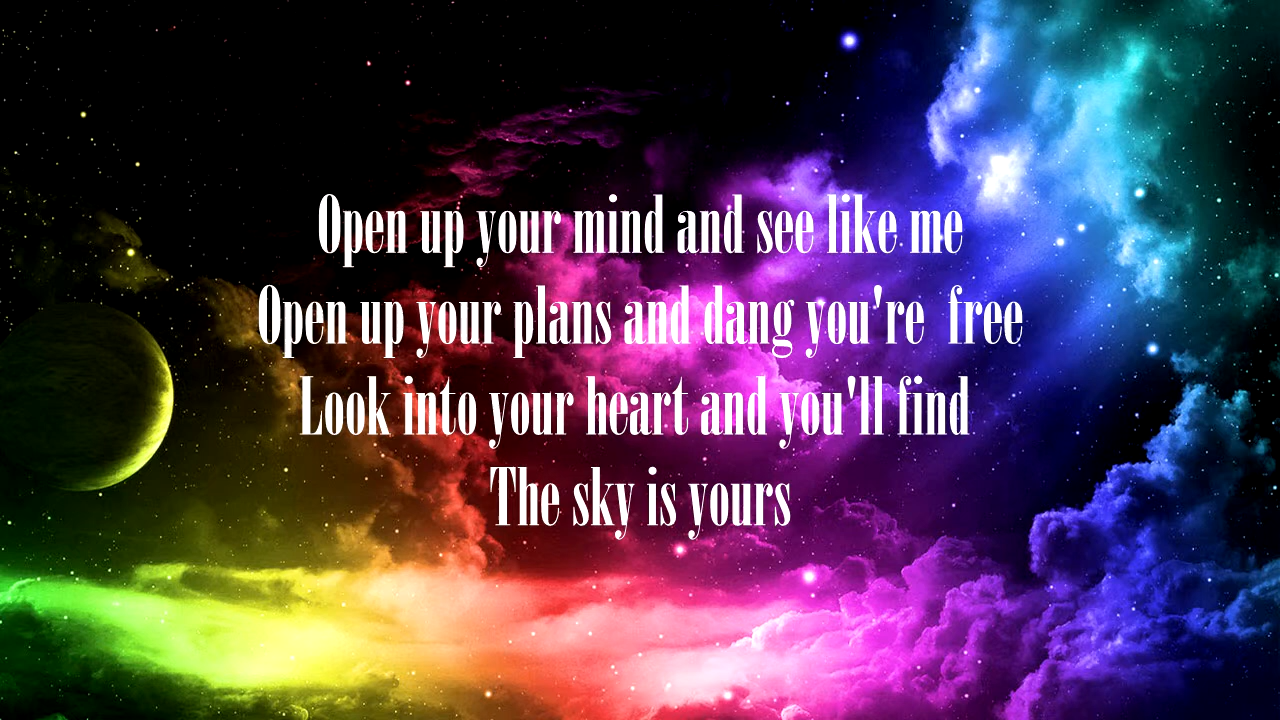 Open up your mind and see like me
Open up your plans and dang you're  free
Look into your heart and you'll find
The sky is yours